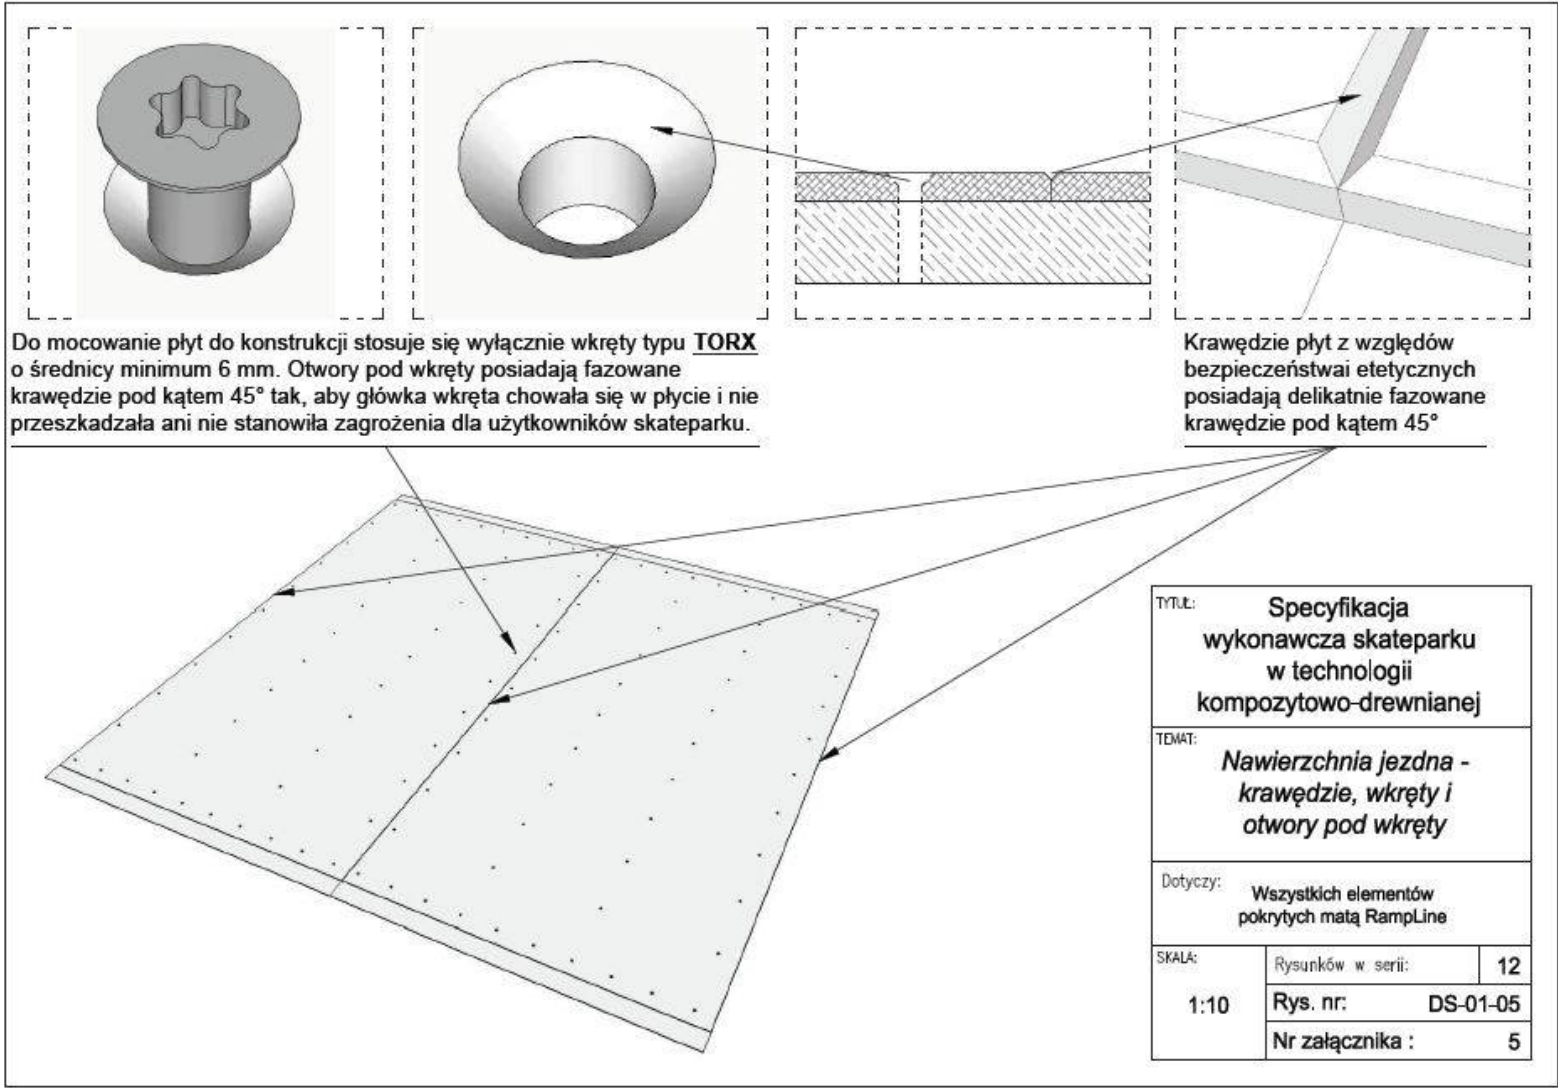 Do mocowanie płyt do konstrukcji stosuje się wyłącznie wkręty typu TORX
o średnicy minimum 6 mm. Otwory pod wkręty posiadają fazowane
krawędzie pod kątem 45° tak, aby główka wkręta chowała się w płycie i nie
przeszkadzała ani nie stanowiła zagrożenia dla użytkowników skateparku.
Krawędzie płyt z względów
bezpieczeństwai etetycznych
posiadają delikatnie fazowane
krawędzie pod kątem 45°
TYTUŁ:
Specyfikacja
wykonawcza skateparku
w technologii
kompozytowo-drewnianej
TEMAT:
Nawierzchnia jezdna -
krawędzie, wkręty i
otwory pod wkręty
Dotyczy:
Wszystkich elementów
pokrytych matą RampLine
SKALA:
1:10
Rysunków w serii: 12
Rys. nr: DS-01-05
Nr załącznika : 5